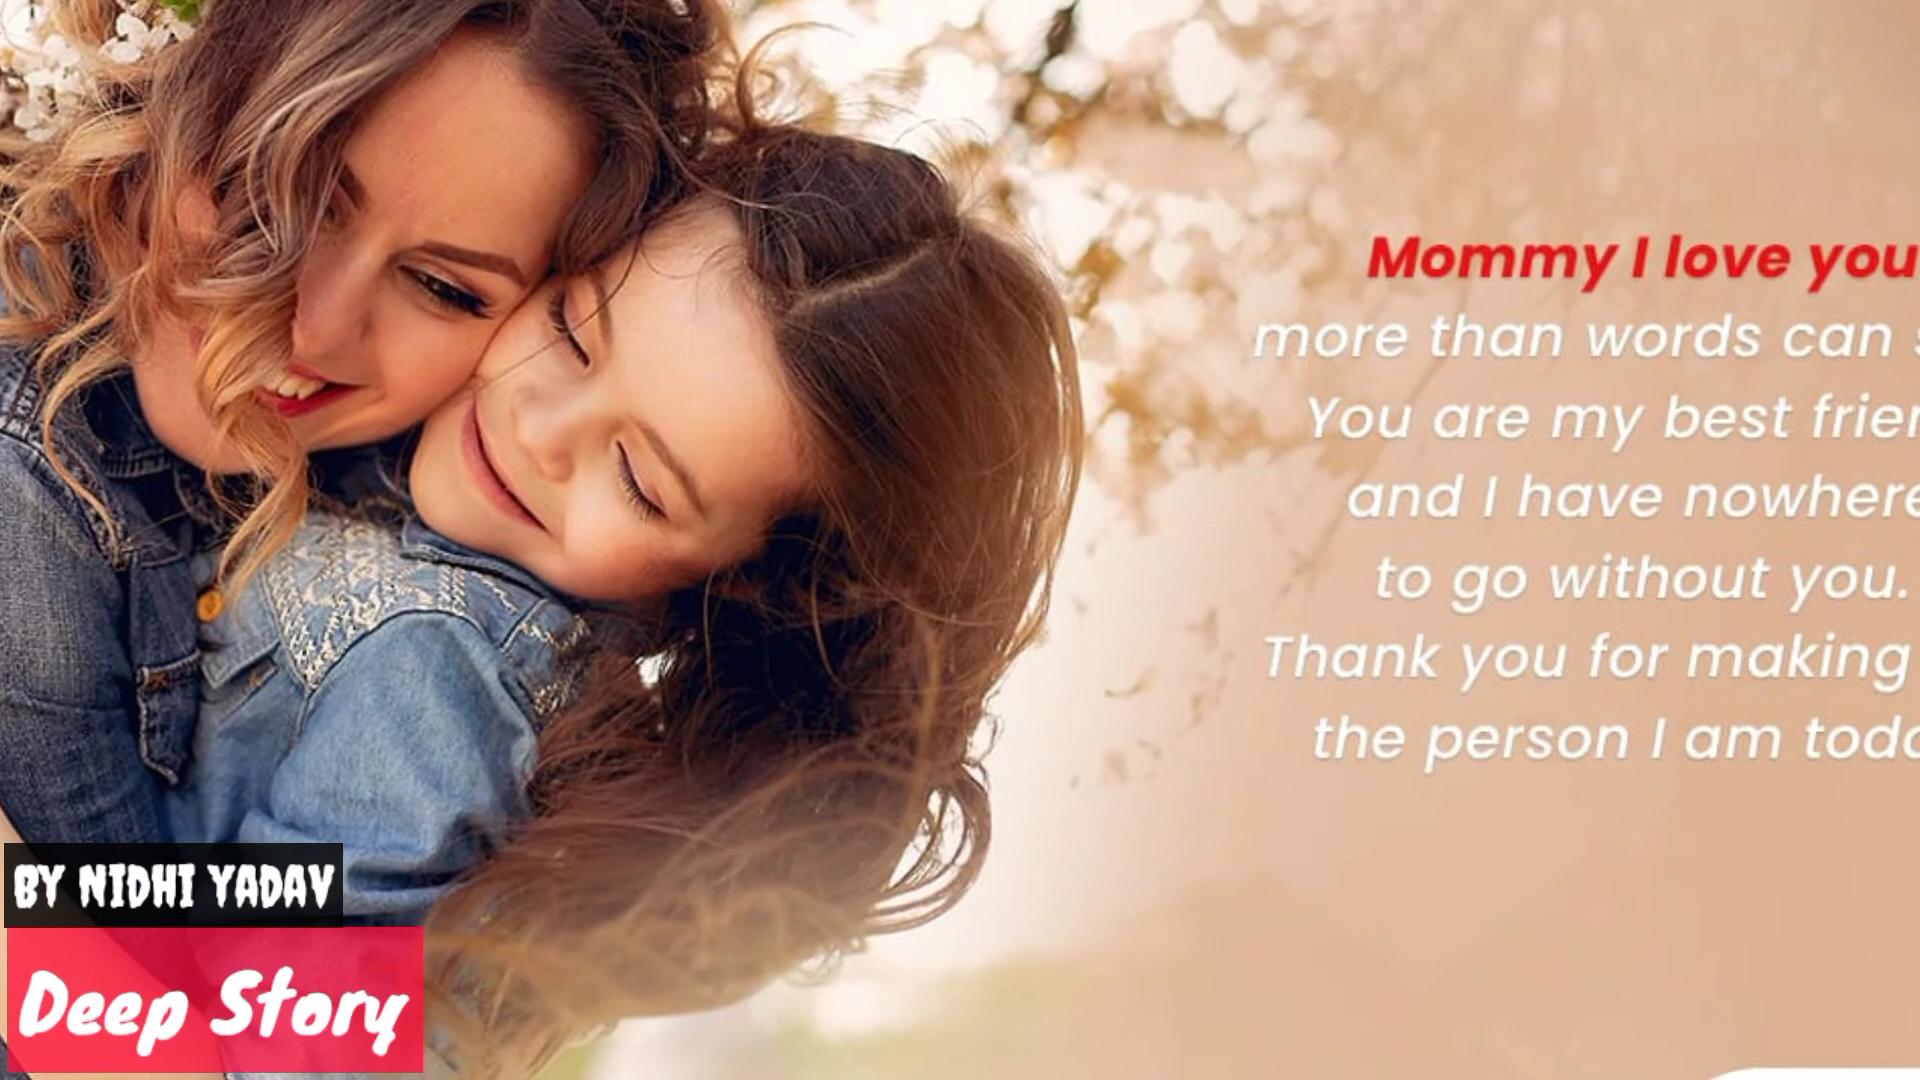 Mommy I love you
more than words can
You are my best
and I have nowhere
to go without you.
Thank you for making
the person I am
BY NIDHI YADAV
Deep Story